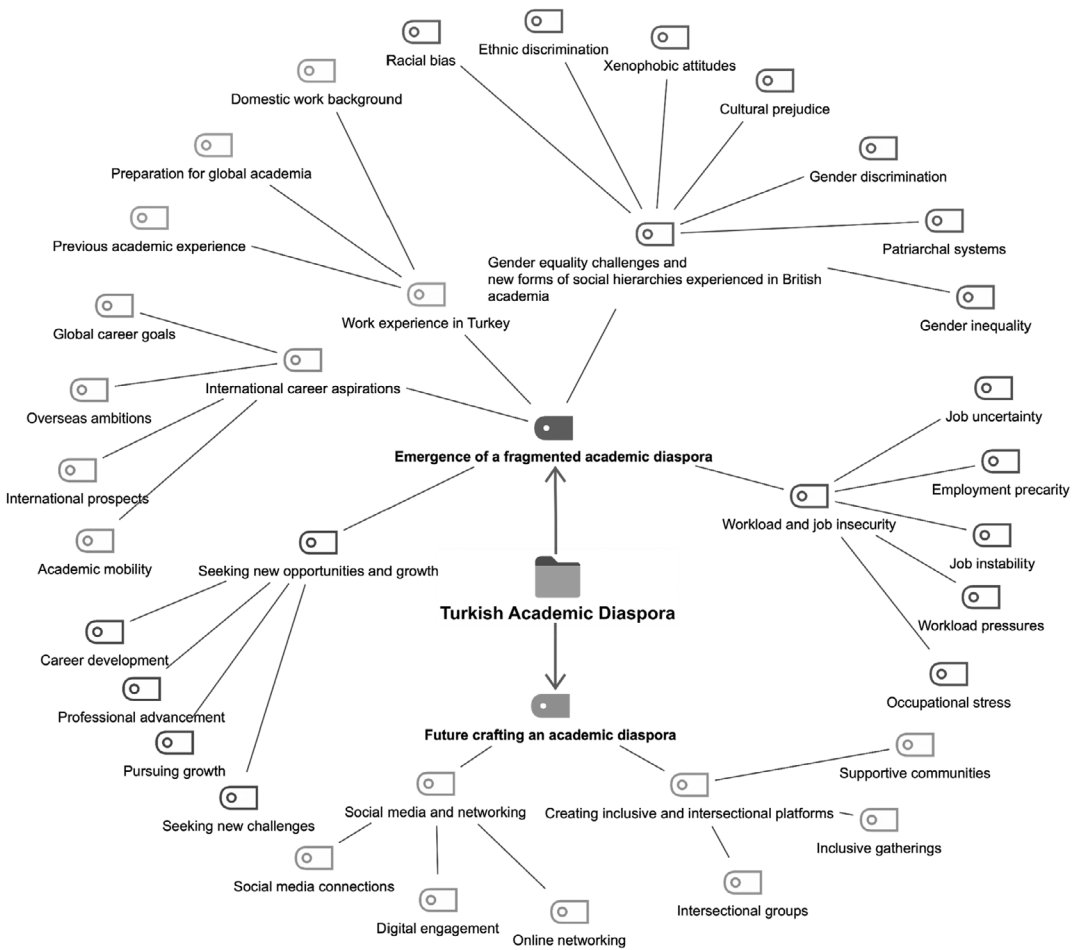 Racial bias
Ethnic discrimination
Xenophobic attitudes
Cultural prejudice
Gender discrimination
Patriarchal systems
Gender inequality
Gender equality challenges and
new forms of social hierarchies experienced in British
academia
Domestic work background
Preparation for global academia
Previous academic experience
Work experience in Turkey
Global career goals
Overseas ambitions
International prospects
Academic mobility
International career aspirations
Emergence of a fragmented academic diaspora
Job uncertainty
Employment precarity
Job instability
Workload pressures
Occupational stress
Workload and job insecurity
Seeking new opportunities and growth
Career development
Professional advancement
Pursuing growth
Seeking new challenges
Turkish Academic Diaspora
Future crafting an academic diaspora
Social media and networking
Social media connections
Digital engagement
Online networking
Creating inclusive and intersectional platforms
Supportive communities
Inclusive gatherings
Intersectional groups